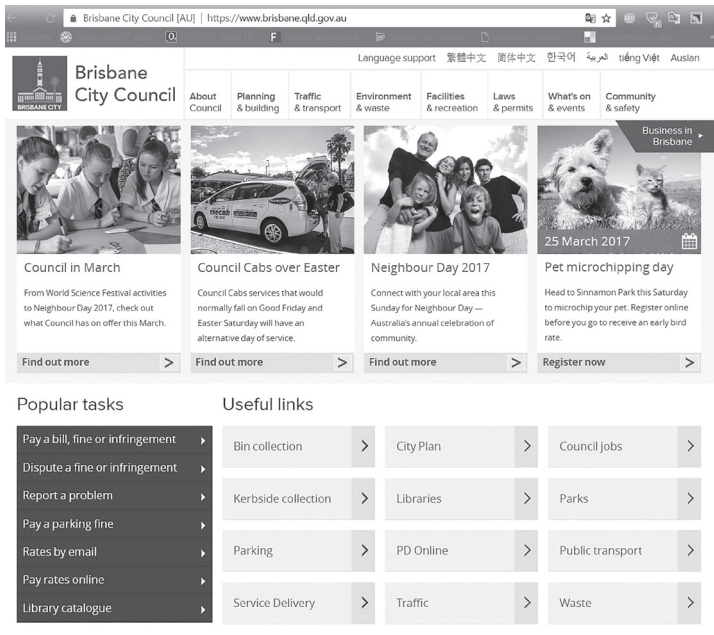 Brisbane City Council [AU] | https://www.brisbane.qld.gov.au
Language support 繁體中文 简体中文 한국어 العربية tiếng Việt Auslan
BRISBANE CITY
Brisbane
City Council
About
Council
Planning
& building
Traffic
& transport
Environment
& waste
Facilities
& recreation
Laws
& permits
What's on
& events
Community
& safety
Business in
Brisbane
Council in March
From World Science Festival activities
to Neighbour Day 2017, check out
what Council has on offer this March.
Find out more
Council Cabs over Easter
Council Cabs services that would
normally fall on Good Friday and
Easter Saturday will have an
alternative day of service.
Find out more
Neighbour Day 2017
Connect with your local area this
Sunday for Neighbour Day —
Australia's annual celebration of
community.
Find out more
25 March 2017
Pet microchipping day
Head to Sinnamon Park this Saturday
to microchip your pet. Register online
before you go to receive an early bird
rate.
Register now
Popular tasks
Pay a bill, fine or infringement
Dispute a fine or infringement
Report a problem
Pay a parking fine
Rates by email
Pay rates online
Library catalogue
Useful links
Bin collection
City Plan
Council jobs
Kerbside collection
Libraries
Parks
Parking
PD Online
Public transport
Service Delivery
Traffic
Waste